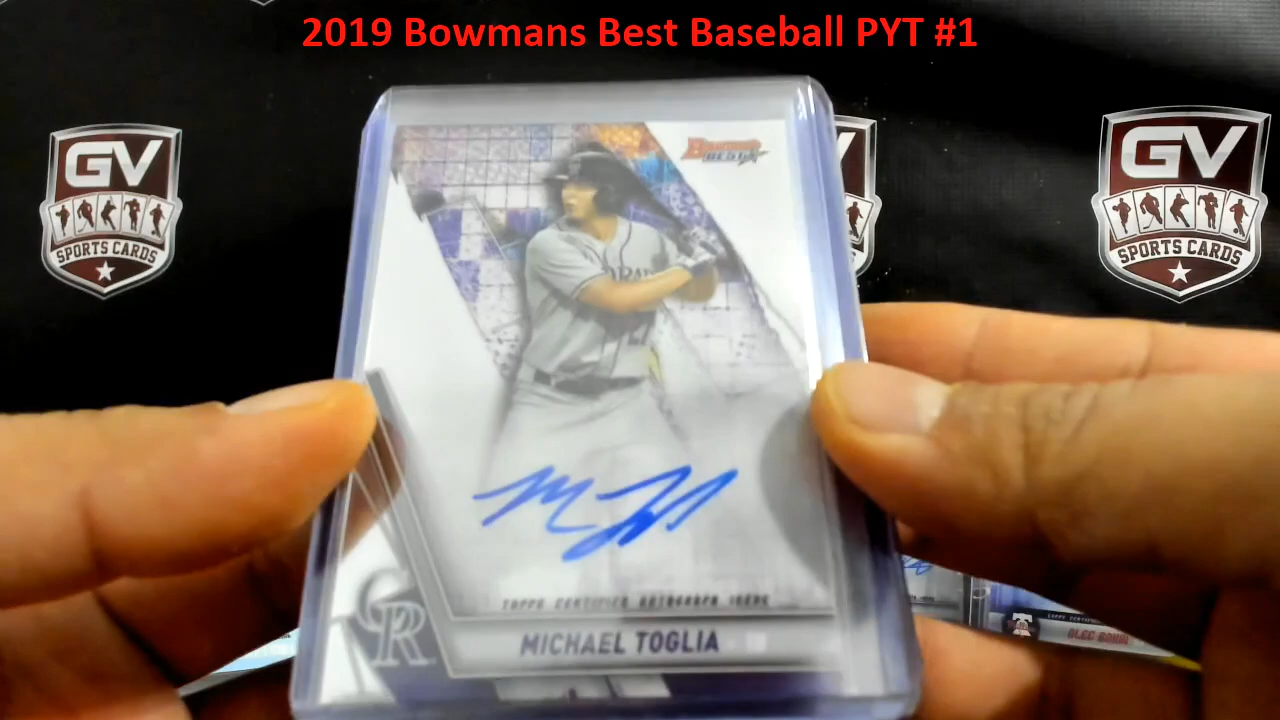 2019 Bowmans Best Baseball PYT #1
GV
SPORTS CARDS
GV
SPORTS CARDS
BOWMAN'S
BEST
TOPPS CERTIFIED AUTOGRAPH ISSUE
MICHAEL TOGLIA
CR
ALEC BOHM